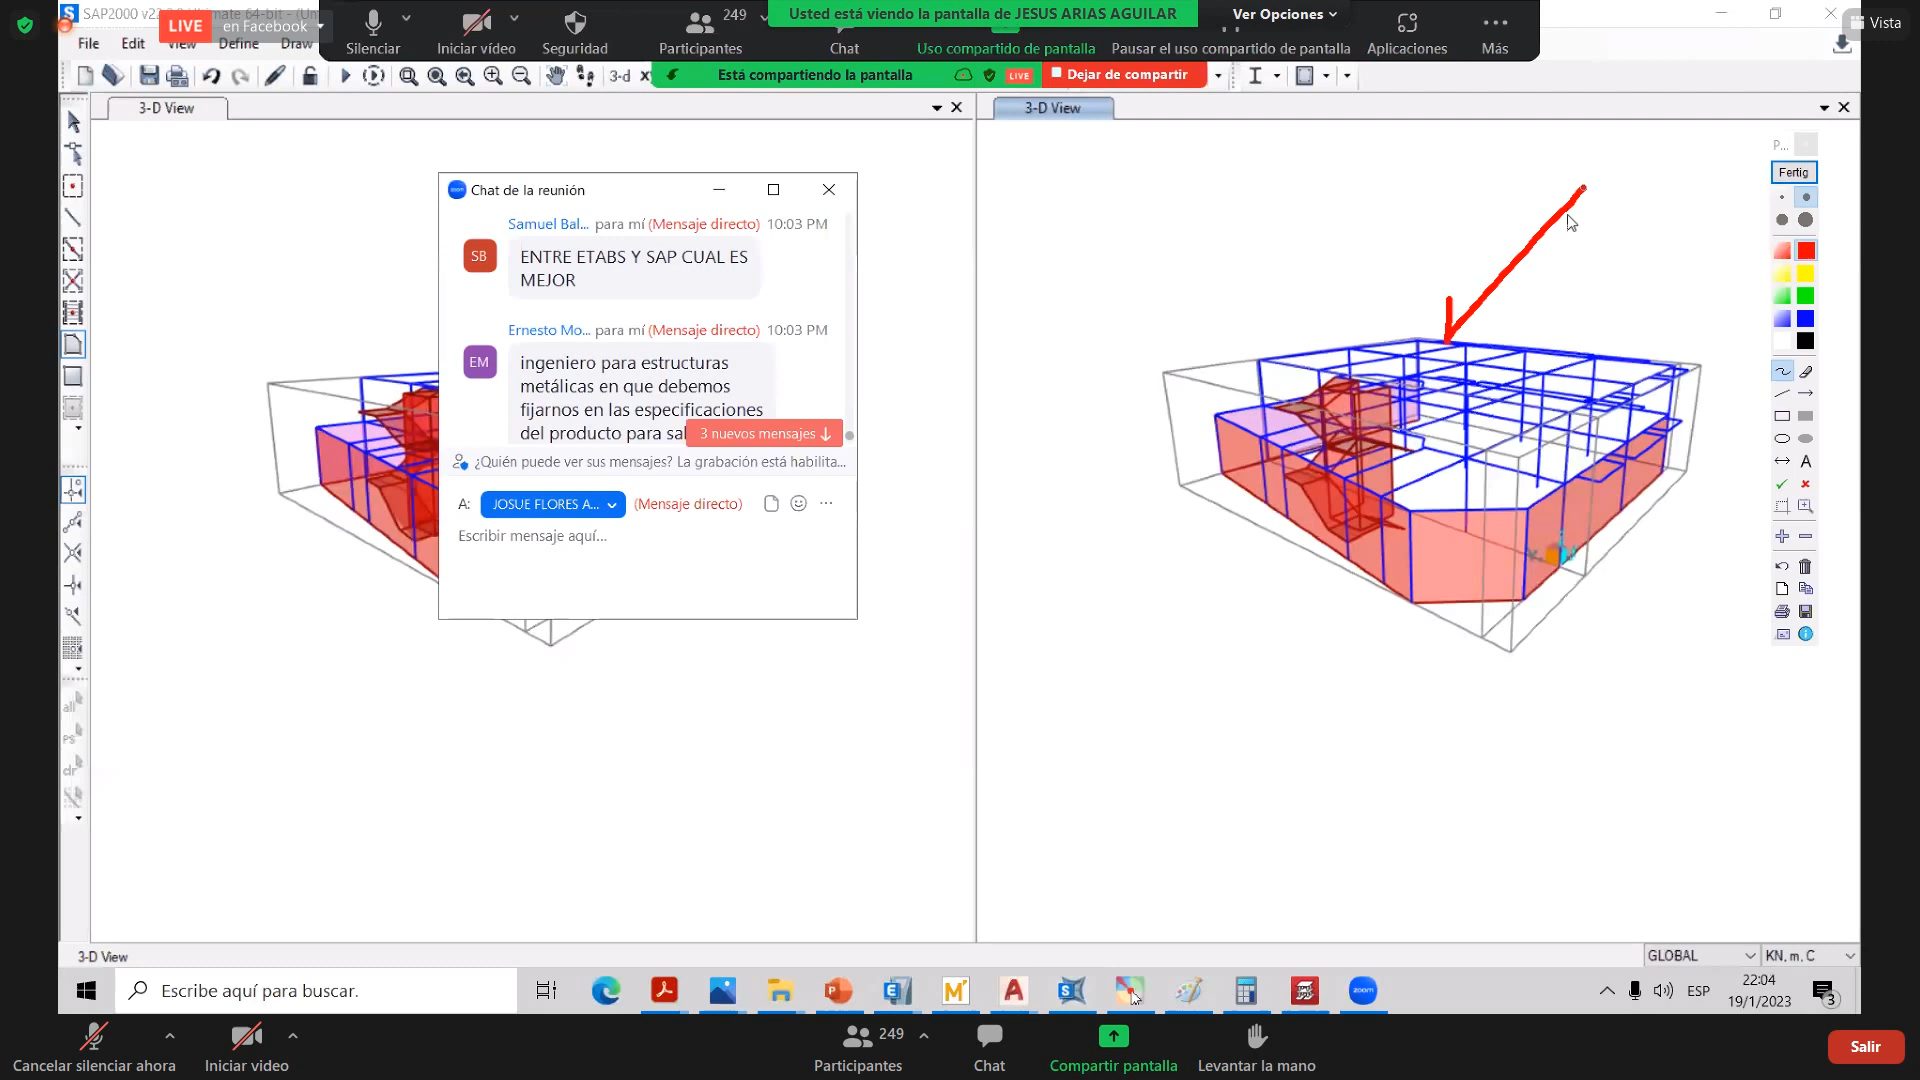 SAP2000 v22
LIVE
en Facebook
File
Edit
View
Define
Draw
Silenciar
Iniciar vídeo
Seguridad
249
Participantes
Chat
Usted está viendo la pantalla de JESUS ARIAS AGUILAR
Ver Opciones
Uso compartido de pantalla
Pausar el uso compartido de pantalla
Aplicaciones
Más
Vista
3-d
Está compartiendo la pantalla
LIVE
Dejar de compartir
3-D View
3-D View
P...
Fertig
Chat de la reunión
Samuel Bal... para mí (Mensaje directo) 10:03 PM
SB
ENTRE ETABS Y SAP CUAL ES
MEJOR
Ernesto Mo... para mí (Mensaje directo) 10:03 PM
EM
ingeniero para estructuras
metálicas en que debemos
fijarnos en las especificaciones
del producto para
3 nuevos mensajes
¿Quién puede ver sus mensajes? La grabación está habilita...
A: JOSUE FLORES A... (Mensaje directo)
Escribir mensaje aquí...
all
ps
dr
A
3-D View
GLOBAL
KN, m, C
Escribe aquí para buscar.
zoom
ESP
22:04
19/1/2023
3
Cancelar silenciar ahora
Iniciar video
249
Participantes
Chat
Compartir pantalla
Levantar la mano
Salir